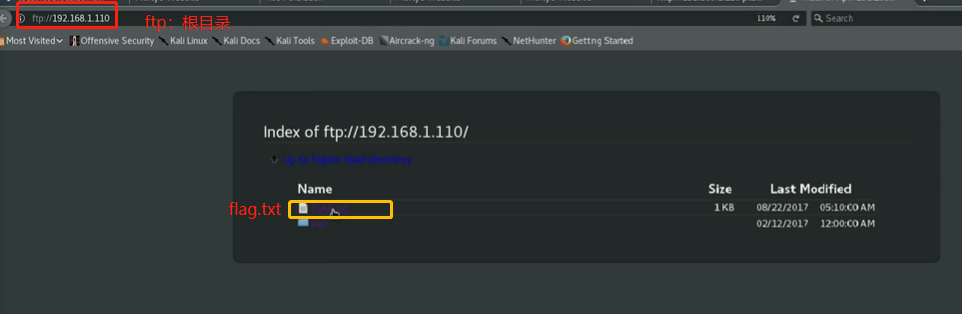 ftp://192.168.1.110
110%
Search
ftp：根目录
Most Visited
Offensive Security
Kali Linux
Kali Docs
Kali Tools
Exploit-DB
Aircrack-ng
Kali Forums
NetHunter
Getting Started
Index of ftp://192.168.1.110/
Up to higher level directory
Name Size Last Modified
flag.txt
1 KB 08/22/2017 05:10:00 AM
02/12/2017 12:00:00 AM